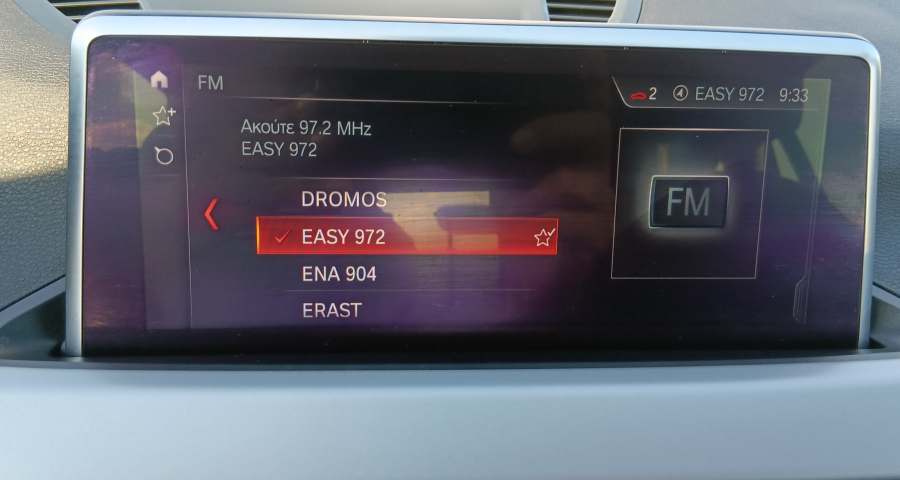 FM
2 EASY 972 9:33
Ακούτε 97.2 MHz
EASY 972
DROMOS
EASY 972
ENA 904
ERAST
FM